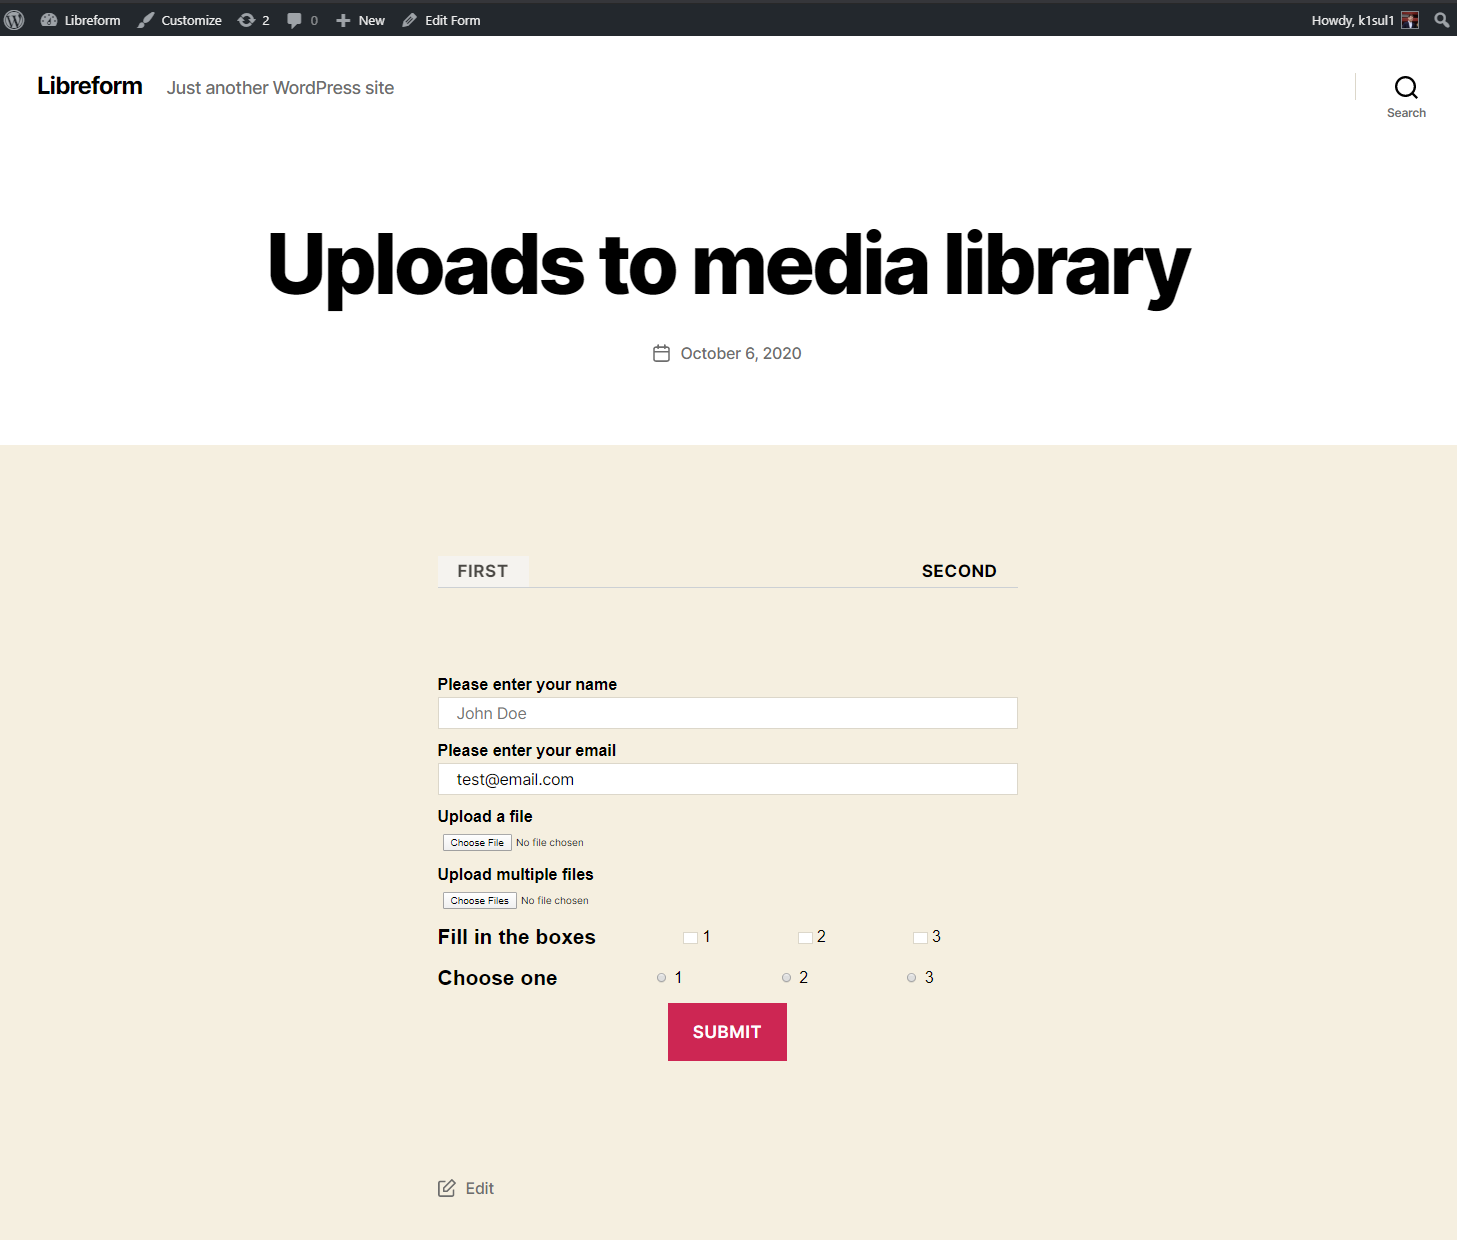 Libreform Customize 2 0 New Edit Form Howdy, k1sul1
Libreform Just another WordPress site
Search
Uploads to media library
October 6, 2020
FIRST SECOND
Please enter your name
John Doe
Please enter your email
test@email.com
Upload a file
Choose File No file chosen
Upload multiple files
Choose Files No file chosen
Fill in the boxes 1 2 3
Choose one 1 2 3
SUBMIT
Edit